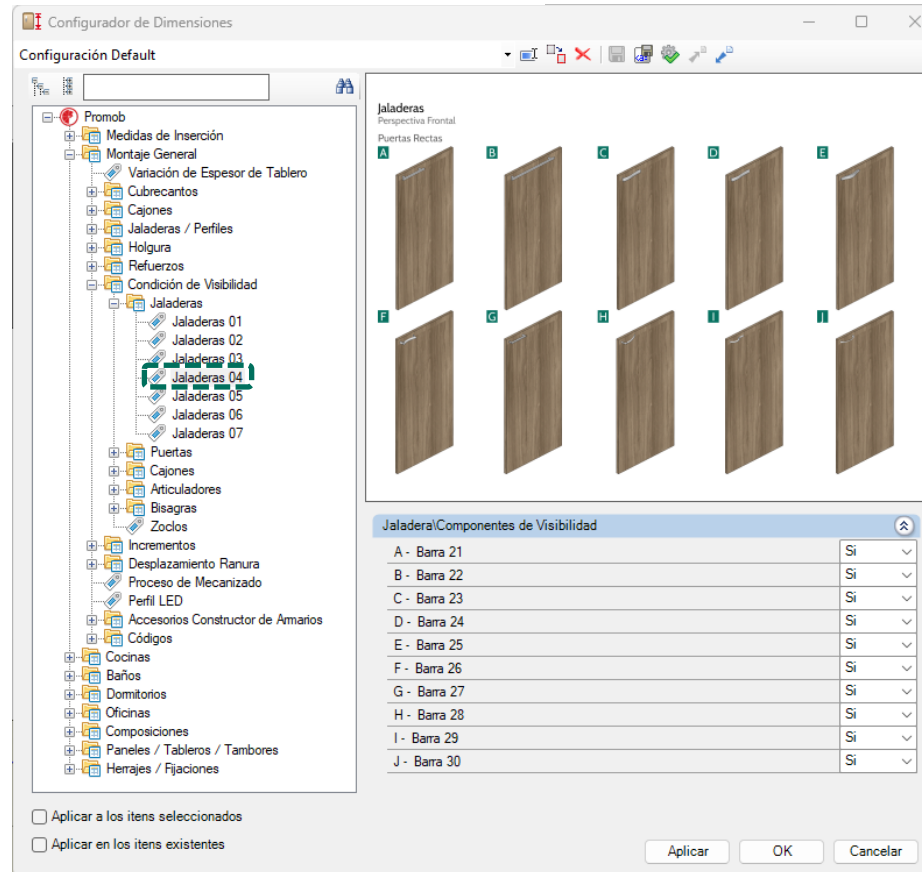 Configurador de Dimensiones
Configuración Default
Promob
Medidas de Inserción
Montaje General
Variación de Espesor de Tablero
Cubrecantos
Cajones
Jaladeras / Perfiles
Holgura
Refuerzos
Condición de Visibilidad
Jaladeras
Jaladeras 01
Jaladeras 02
Jaladeras 03
Jaladeras 04
Jaladeras 05
Jaladeras 06
Jaladeras 07
Puertas
Cajones
Articuladores
Bisagras
Zoclos
Incrementos
Desplazamiento Ranura
Proceso de Mecanizado
Perfil LED
Accesorios Constructor de Armarios
Códigos
Cocinas
Baños
Dormitorios
Oficinas
Composiciones
Paneles / Tableros / Tambores
Herrajes / Fijaciones
Jaladeras
Perspectiva Frontal
Puertas Rectas
A B C D E
F G H I J
Jaladera\Componentes de Visibilidad
A - Barra 21 Si
B - Barra 22 Si
C - Barra 23 Si
D - Barra 24 Si
E - Barra 25 Si
F - Barra 26 Si
G - Barra 27 Si
H - Barra 28 Si
I - Barra 29 Si
J - Barra 30 Si
Aplicar a los itens seleccionados
Aplicar en los itens existentes
Aplicar OK Cancelar